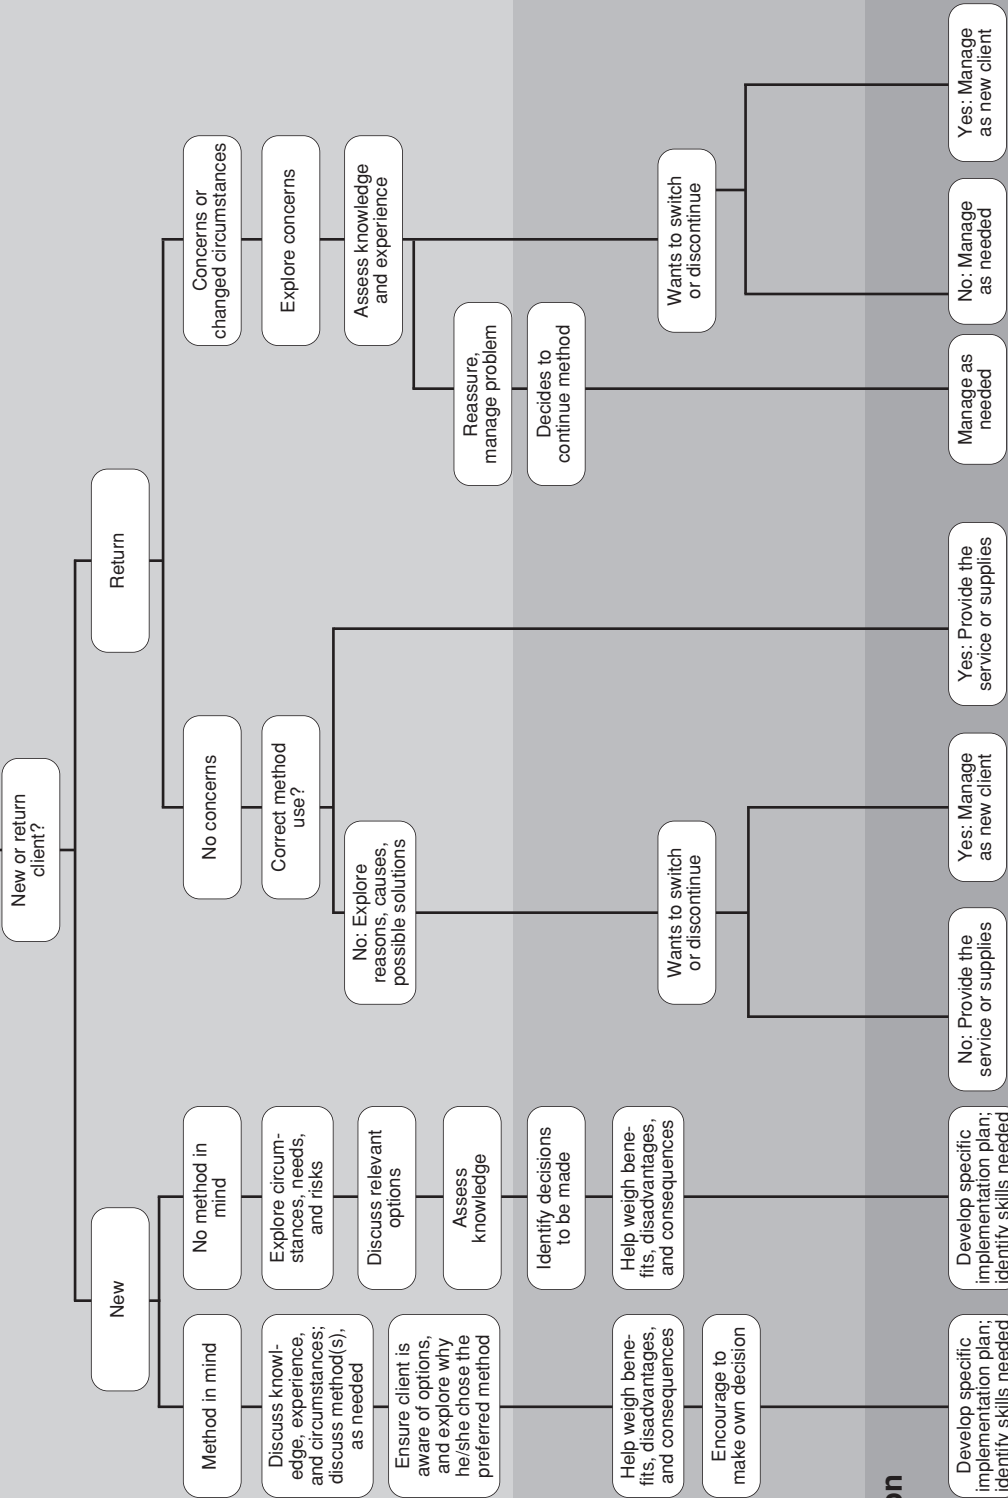 New or return
client?
New
Return
Method in mind
No method in
mind
No concerns
Concerns or
changed circumstances
Discuss knowl-
edge, experience,
and circumstances;
discuss method(s),
as needed
Explore circum-
stances, needs,
and risks
Correct method
use?
Explore concerns
Ensure client is
aware of options,
and explore why
he/she chose the
preferred method
Discuss relevant
options
No: Explore
reasons, causes,
possible solutions
Assess knowledge
and experience
Assess
knowledge
Reassure,
manage problem
Identify decisions
to be made
Decides to
continue method
Help weigh bene-
fits, disadvantages,
and consequences
Help weigh bene-
fits, disadvantages,
and consequences
Wants to switch
or discontinue
Wants to switch
or discontinue
Encourage to
make own decision
on
Develop specific
implementation plan;
identify skills needed
Develop specific
implementation plan;
identify skills needed
No: Provide the
service or supplies
Yes: Manage
as new client
Yes: Provide the
service or supplies
Manage as
needed
No: Manage
as needed
Yes: Manage
as new client